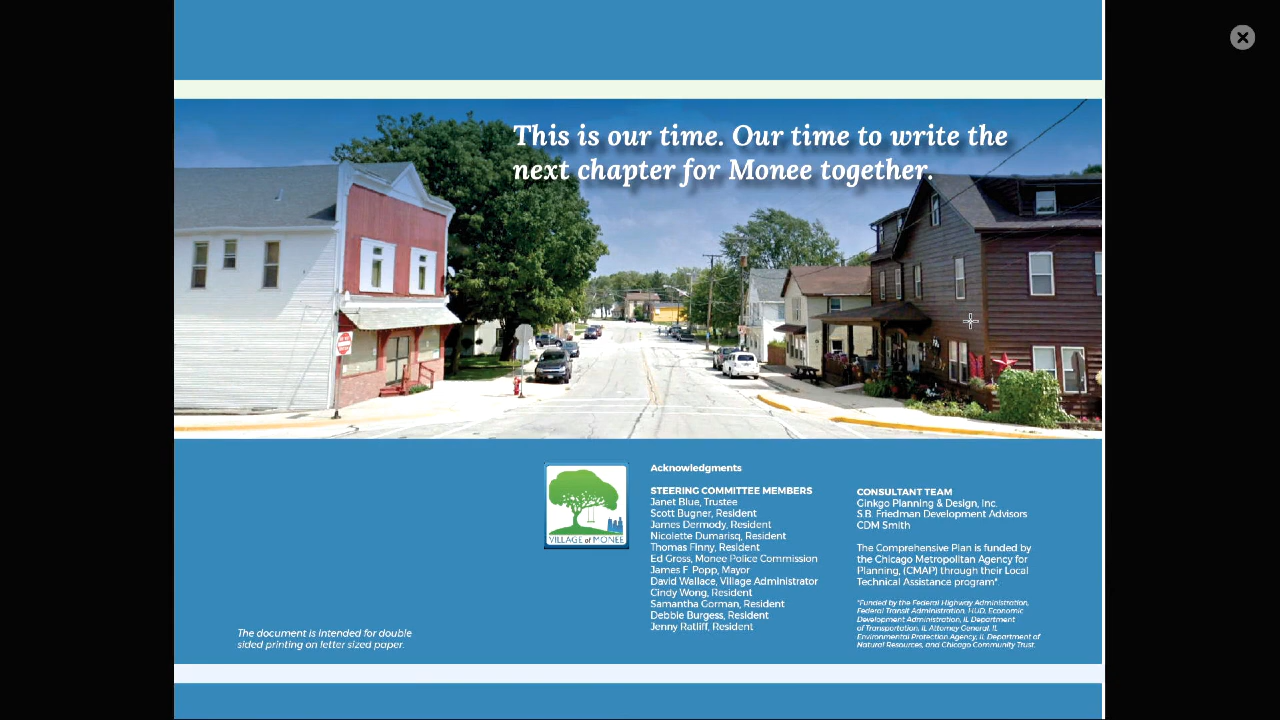 This is our time. Our time to write the
next chapter for Monee together.
VILLAGE of MONEE
Acknowledgments
STEERING COMMITTEE MEMBERS
Janet Blue, Trustee
Scott Bugner, Resident
James Dermody, Resident
Nicolette Dumarisq, Resident
Thomas Finny, Resident
Ed Gross, Monee Police Commission
James F. Popp, Mayor
David Wallace, Village Administrator
Cindy Wong, Resident
Samantha Gorman, Resident
Debbie Burgess, Resident
Jenny Ratliff, Resident
CONSULTANT TEAM
Ginkgo Planning & Design, Inc.
S.B. Friedman Development Advisors
CDM Smith
The Comprehensive Plan is funded by
the Chicago Metropolitan Agency for
Planning, (CMAP) through their Local
Technical Assistance program*.
*Funded by the Federal Highway Administration,
Federal Transit Administration, HUD, Economic
Development Administration, IL Department
of Transportation, IL Attorney General, IL
Environmental Protection Agency, IL Department of
Natural Resources, and Chicago Community Trust.
The document is intended for double
sided printing on letter sized paper.